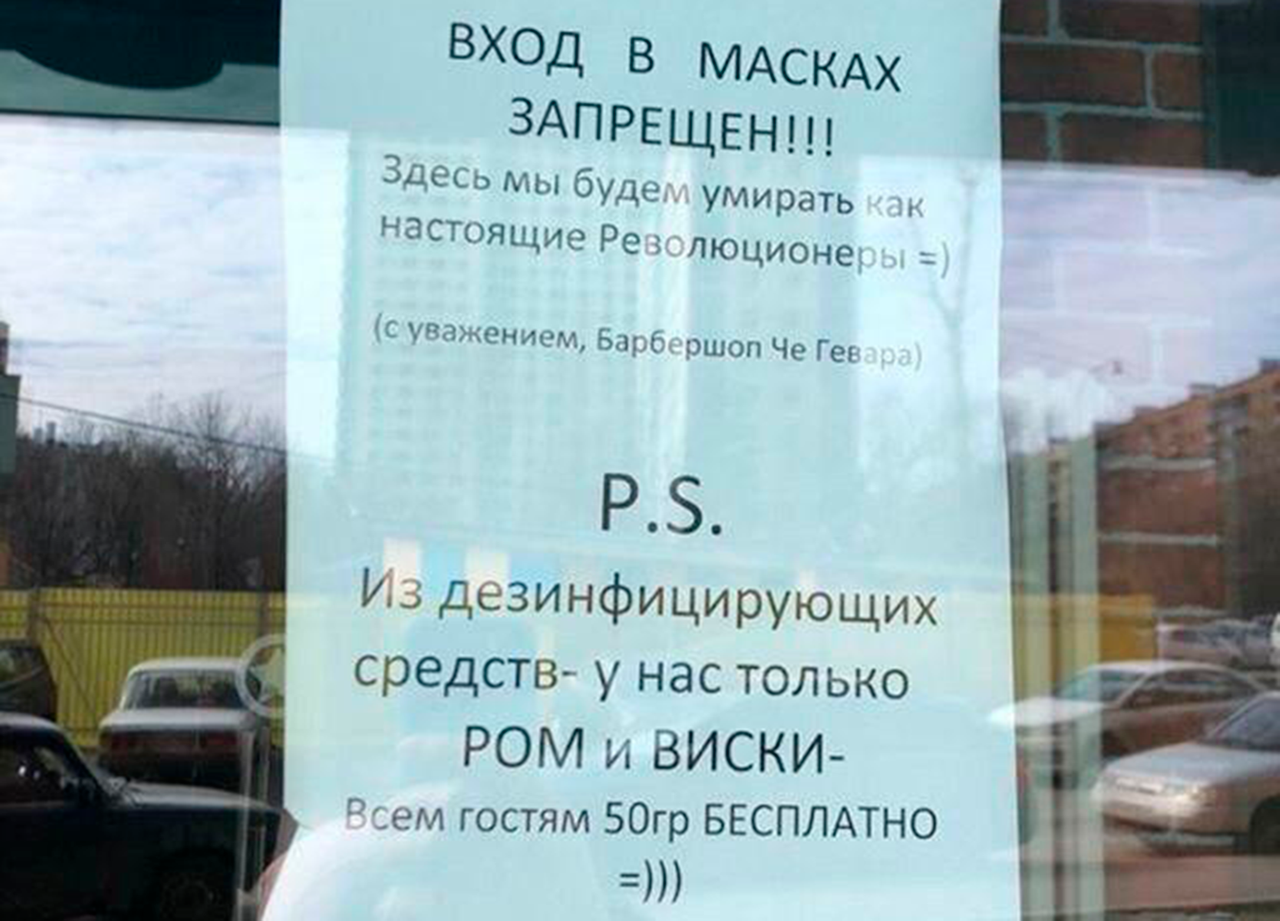 ВХОД В МАСКАХ
ЗАПРЕЩЕН!!!
Здесь мы будем умирать как
настоящие Революционеры =)
(с уважением, Барбершоп Че Гевара)
P.S.
Из дезинфицирующих
средств- у нас только
РОМ и ВИСКИ-
Всем гостям 50гр БЕСПЛАТНО
=)))